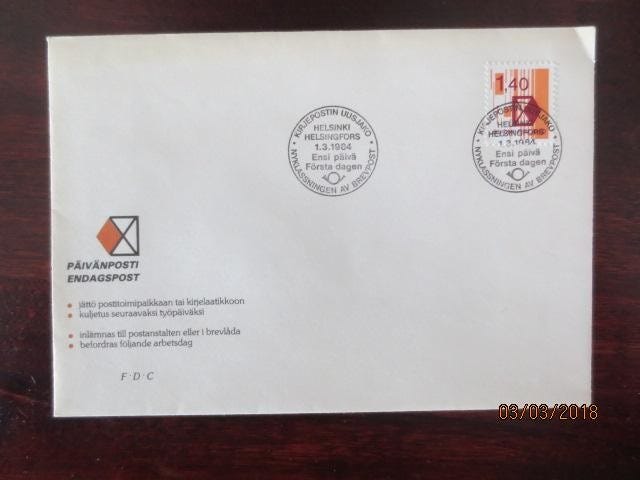 1,40
KIRJEPOSTIN UUSJAKO
HELSINKI
HELSINGFORS
1.3.1984
Ensi päivä
Första dagen
NYKLASSNINGEN AV BREVPOST
KIRJEPOSTIN UUSJAKO
HELSINKI
HELSINGFORS
1.3.1984
Ensi päivä
Första dagen
NYKLASSNINGEN AV BREVPOST
PÄIVÄNPOSTI
ENDAGSPOST
• jättö postitoimipaikkaan tai kirjelaatikkoon
• kuljetus seuraavaksi työpäiväksi
• inlämnas till postanstalten eller i brevlåda
• befordras följande arbetsdag
F·D·C
03/03/2018